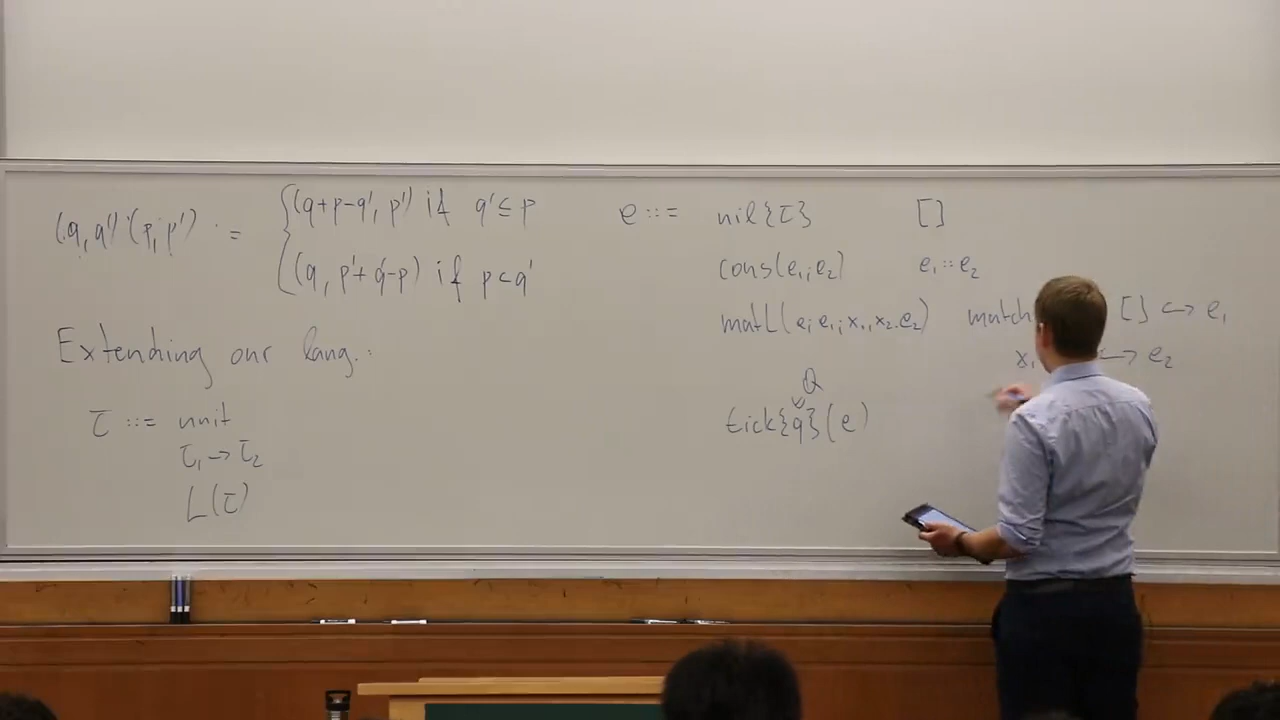 (q, q')·(p, p') := { (q+p-q', p') if q' ≤ p
(q, p'+q'-p) if p < q'
Extending our lang.:
τ ::= unit
τ₁ → τ₂
L(τ)
e ::= nil{τ} []
cons(e₁; e₂) e₁ :: e₂
matL(e; e₁; x₁, x₂.e₂) match [] ↪ e₁
x₁ ↪ e₂
Q
tick{q}(e)